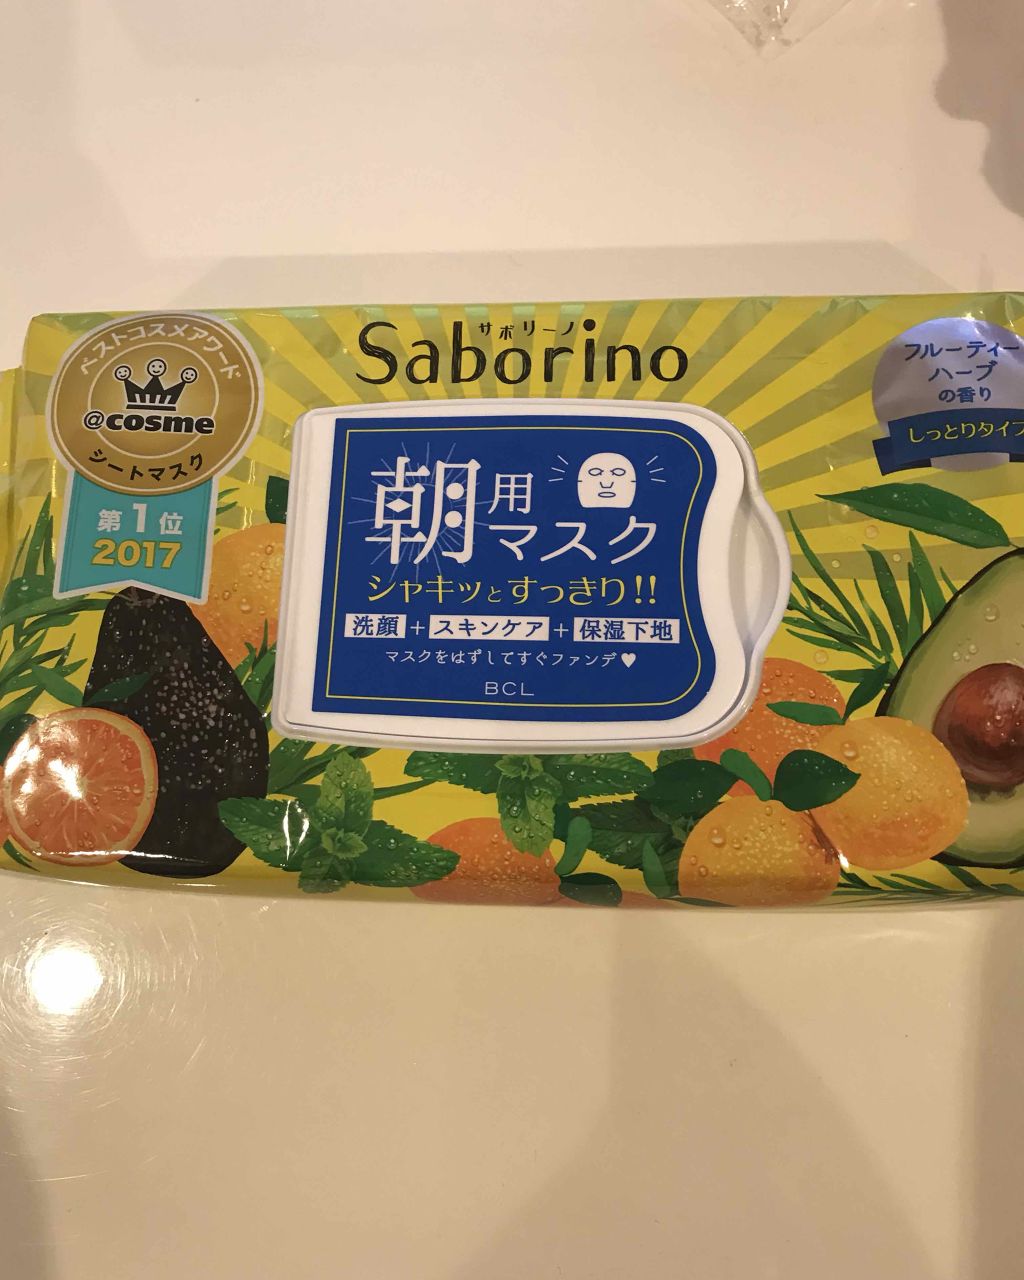 ベストコスメアワード
@cosme
シートマスク
第1位
2017
サボリーノ
Saborino
フルーティー
ハーブ
の香り
しっとりタイプ
朝用マスク
シャキッとすっきり!!
洗顔+スキンケア+保湿下地
マスクをはずしてすぐファンデ♥
BCL